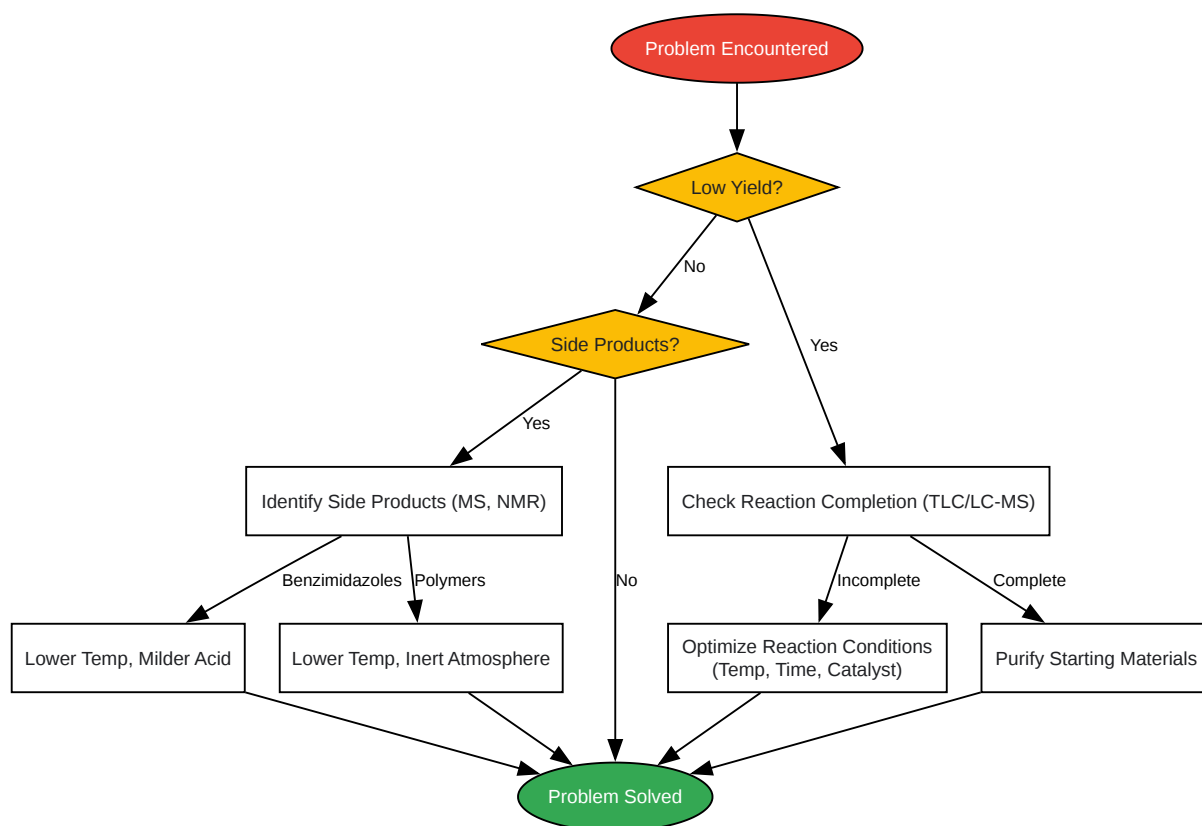 Problem Encountered
Low Yield?
No
Side Products?
Yes
Yes
Identify Side Products (MS, NMR)
Check Reaction Completion (TLC/LC-MS)
Benzimidazoles
Polymers
No
Incomplete
Complete
Lower Temp, Milder Acid
Lower Temp, Inert Atmosphere
Optimize Reaction Conditions
(Temp, Time, Catalyst)
Purify Starting Materials
Problem Solved